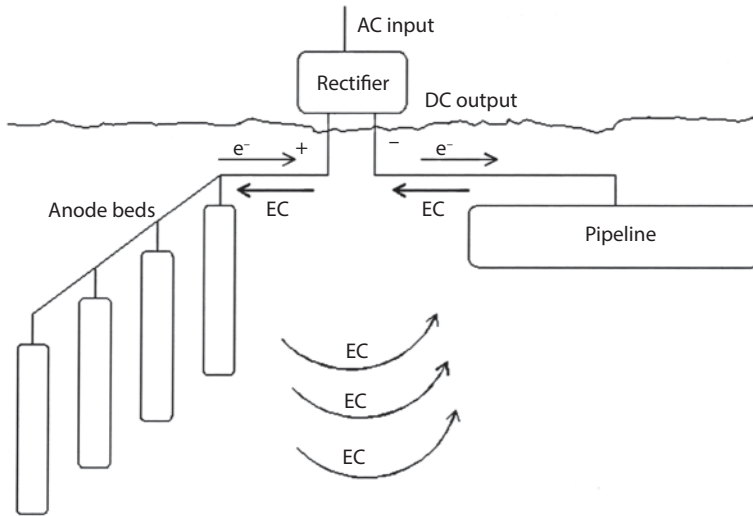 AC input
Rectifier
DC output
e⁻
+
−
e⁻
EC
EC
Anode beds
Pipeline
EC
EC
EC